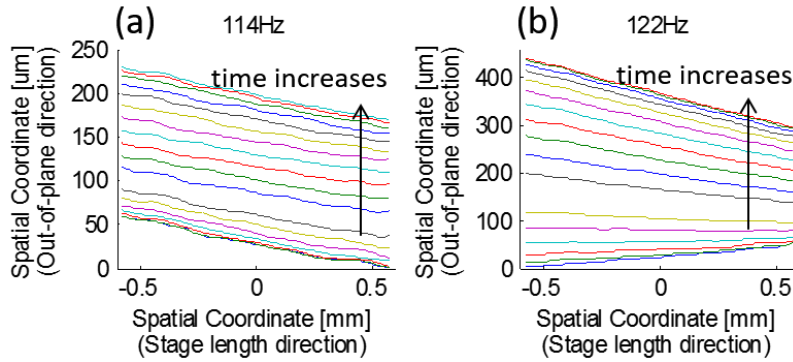 (a)
114Hz
250
200
150
100
50
0
-0.5
0
0.5
time increases
Spatial Coordinate [um]
(Out-of-plane direction)
Spatial Coordinate [mm]
(Stage length direction)
(b)
122Hz
400
300
200
100
0
-0.5
0
0.5
time increases
Spatial Coordinate [um]
(Out-of-plane direction)
Spatial Coordinate [mm]
(Stage length direction)